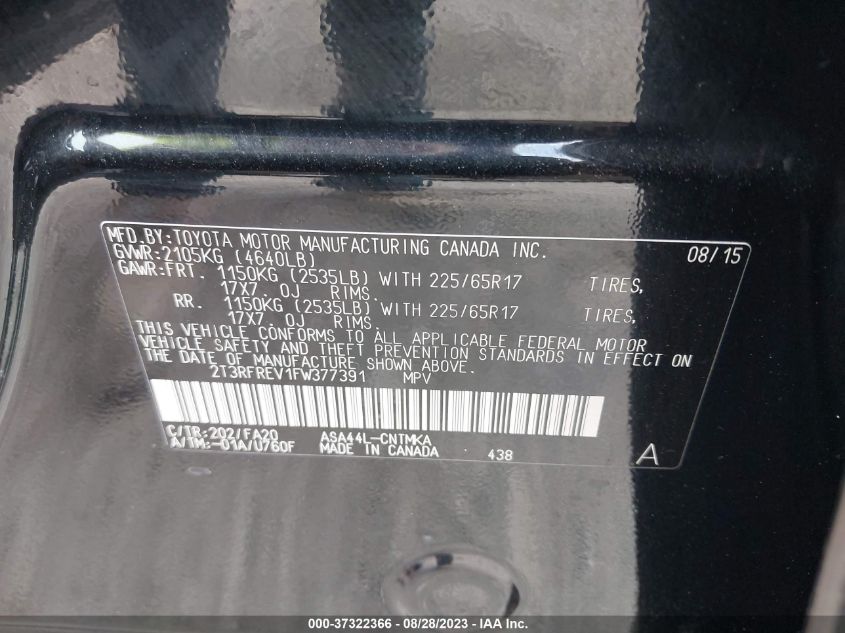 MFD.BY:TOYOTA MOTOR MANUFACTURING CANADA INC. 08/15
GVWR:2105KG (4640LB)
GAWR:FRT. 1150KG (2535LB) WITH 225/65R17 TIRES,
17X7.0J RIMS.
RR. 1150KG (2535LB) WITH 225/65R17 TIRES,
17X7.0J RIMS.
THIS VEHICLE CONFORMS TO ALL APPLICABLE FEDERAL MOTOR
VEHICLE SAFETY AND THEFT PREVENTION STANDARDS IN EFFECT ON
THE DATE OF MANUFACTURE SHOWN ABOVE.
2T3RFREV1FW377391 MPV
C/TR:202/FA20 ASA44L-CNTMKA
A/TM:-01A/U760F MADE IN CANADA 438 A
000-37322366 - 08/28/2023 - IAA Inc.